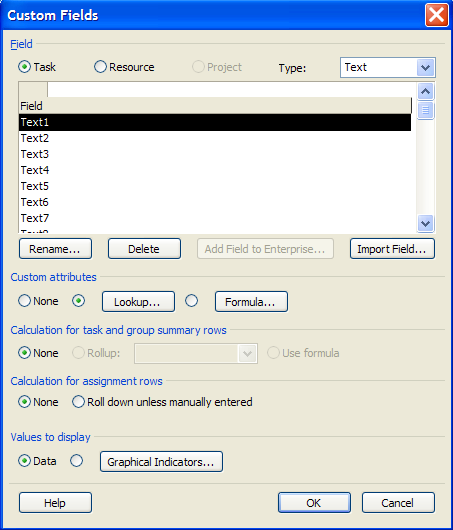 Custom Fields
Field
Task Resource Project Type: Text
Field
Text1
Text2
Text3
Text4
Text5
Text6
Text7
Rename... Delete Add Field to Enterprise... Import Field...
Custom attributes
None Lookup... Formula...
Calculation for task and group summary rows
None Rollup: Use formula
Calculation for assignment rows
None Roll down unless manually entered
Values to display
Data Graphical Indicators...
Help OK Cancel